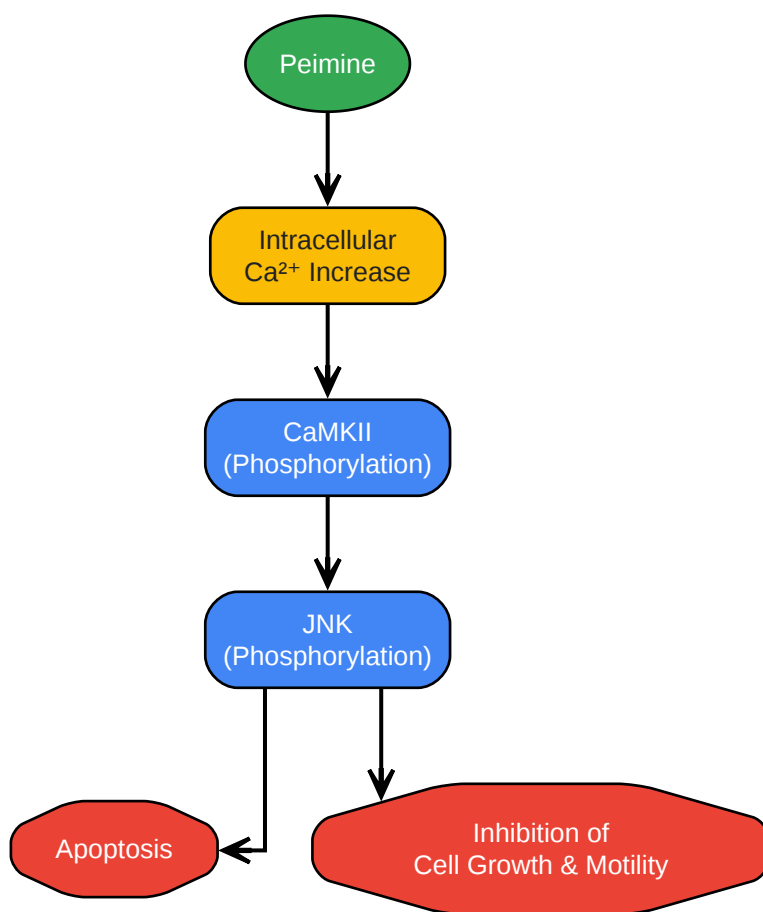 Peimine
Intracellular
Ca²⁺ Increase
CaMKII
(Phosphorylation)
JNK
(Phosphorylation)
Apoptosis
Inhibition of
Cell Growth & Motility